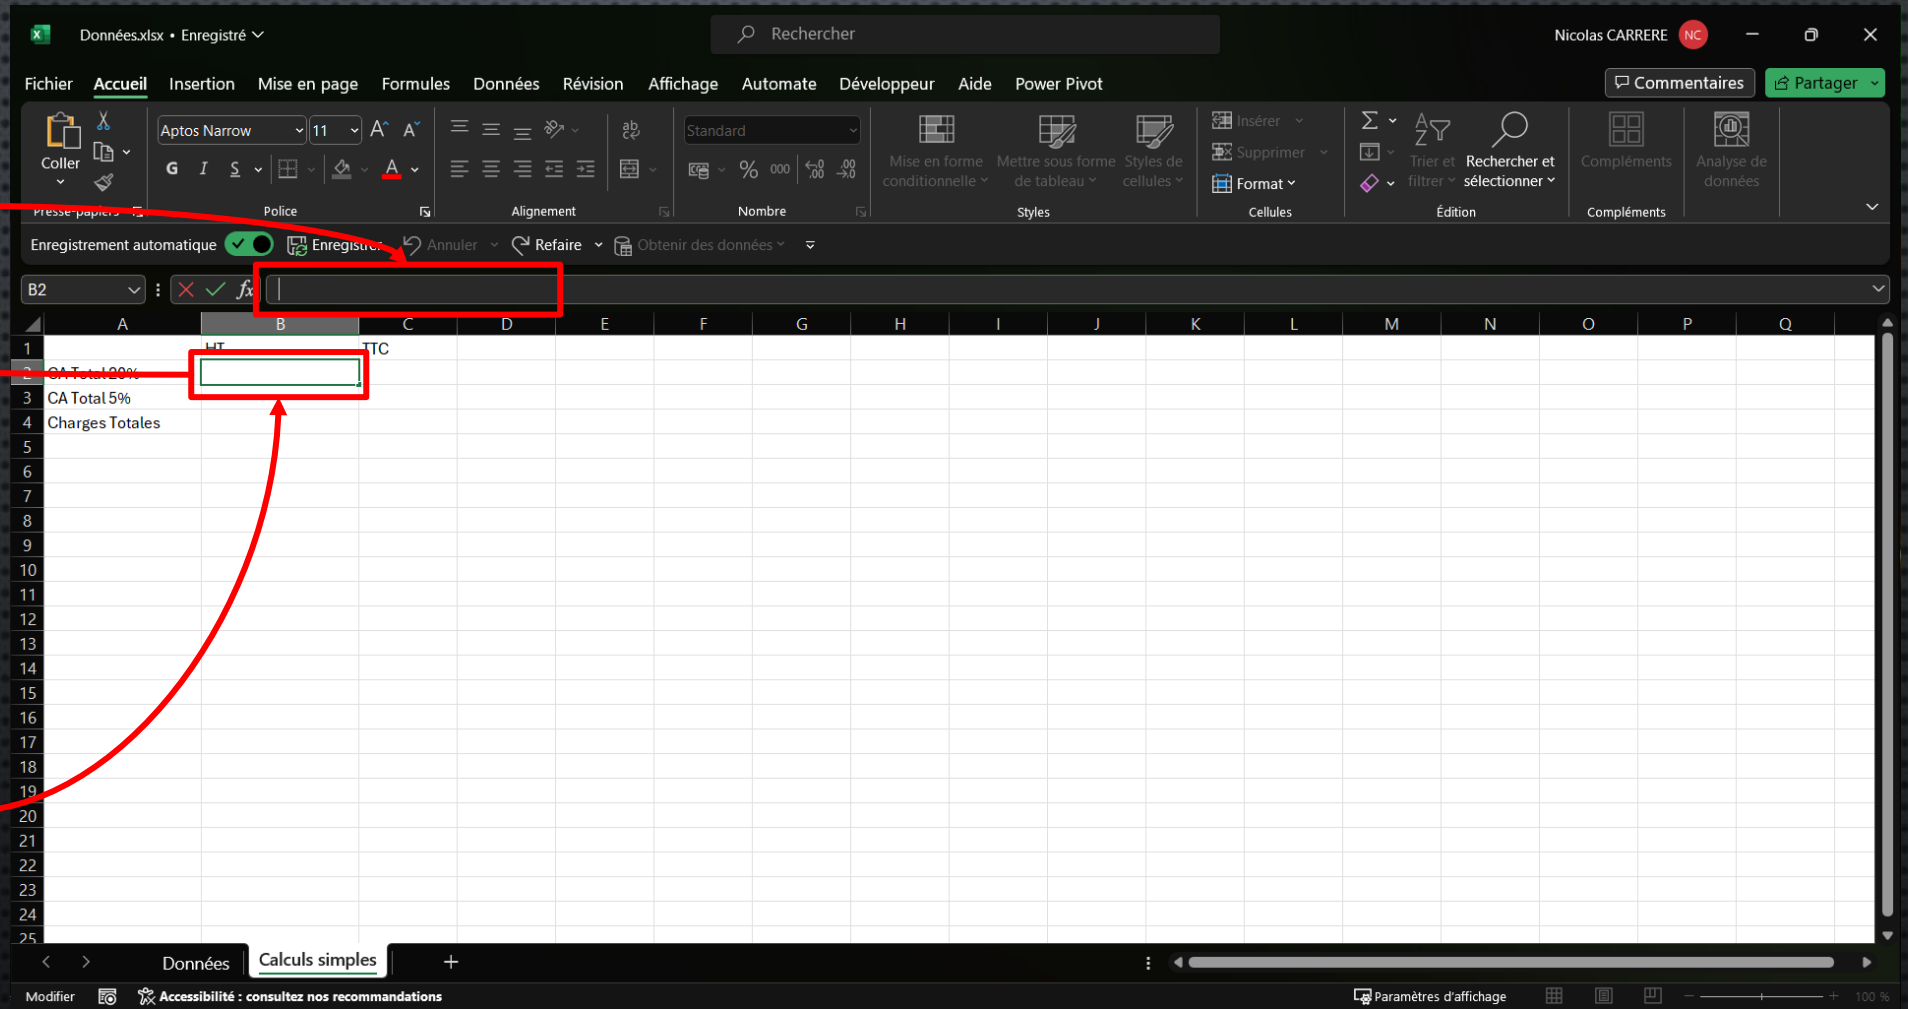 Données.xlsx • Enregistré
Rechercher
Nicolas CARRERE NC
Fichier Accueil Insertion Mise en page Formules Données Révision Affichage Automate Développeur Aide Power Pivot
Commentaires Partager
Coller
Aptos Narrow 11 A A
G I S A
ab
Standard
% 000
Mise en forme conditionnelle
Mettre sous forme de tableau
Styles de cellules
Insérer
Supprimer
Format
Trier et filtrer
Rechercher et sélectionner
Compléments
Analyse de données
Presse-papiers Police Alignement Nombre Styles Cellules Édition Compléments
Enregistrement automatique Enregistrer Annuler Refaire Obtenir des données
B2 fx
A B C D E F G H I J K L M N O P Q
1 HT TTC
2 CA Total 20%
3 CA Total 5%
4 Charges Totales
5
6
7
8
9
10
11
12
13
14
15
16
17
18
19
20
21
22
23
24
25
Données Calculs simples
Modifier Accessibilité : consultez nos recommandations Paramètres d'affichage 100 %